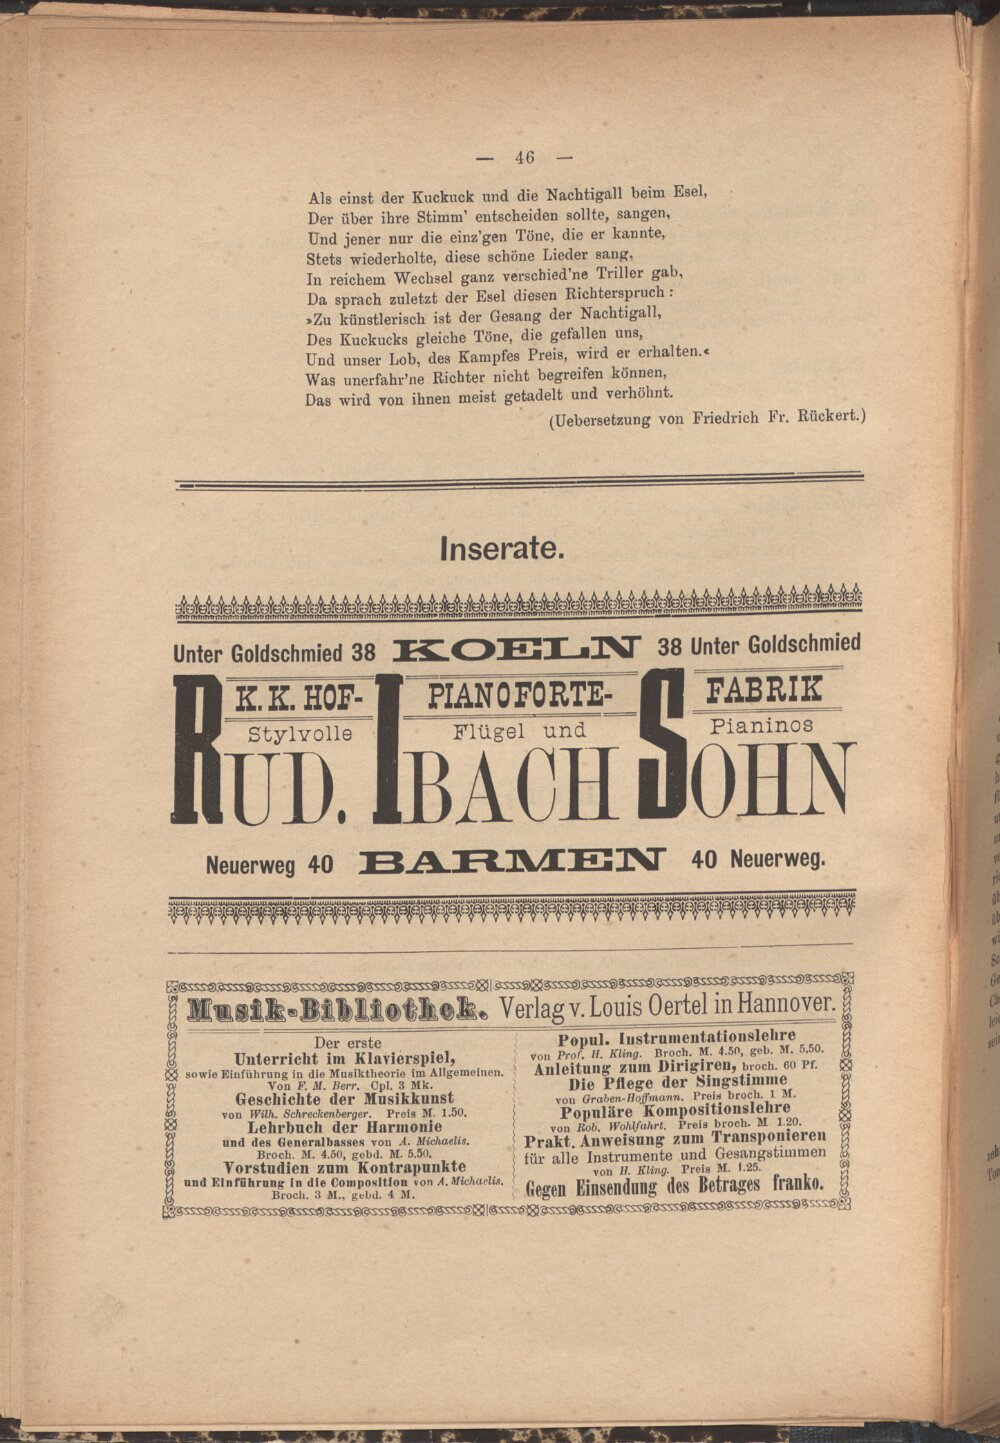 — 46 —
Als einst der Kuckuck und die Nachtigall beim Esel,
Der über ihre Stimm' entscheiden sollte, sangen,
Und jener nur die einz'gen Töne, die er kannte,
Stets wiederholte, diese schöne Lieder sang,
In reichem Wechsel ganz verschied'ne Triller gab,
Da sprach zuletzt der Esel diesen Richterspruch:
»Zu künstlerisch ist der Gesang der Nachtigall,
Des Kuckucks gleiche Töne, die gefallen uns,
Und unser Lob, des Kampfes Preis, wird er erhalten.«
Was unerfahr'ne Richter nicht begreifen können,
Das wird von ihnen meist getadelt und verhöhnt.
(Uebersetzung von Friedrich Fr. Rückert.)
Inserate.
Unter Goldschmied 38 KOELN 38 Unter Goldschmied
K. K. HOF- PIANOFORTE- FABRIK
Stylvolle Flügel und Pianinos
RUD. IBACH SOHN
Neuerweg 40 BARMEN 40 Neuerweg.
Musik-Bibliothek. Verlag v. Louis Oertel in Hannover.
Der erste
Unterricht im Klavierspiel,
sowie Einführung in die Musiktheorie im Allgemeinen.
Von F. M. Berr. Cpl. 3 Mk.
Geschichte der Musikkunst
von Wilh. Schreckenberger. Preis M. 1.50.
Lehrbuch der Harmonie
und des Generalbasses von A. Michaelis.
Broch. M. 4.50, gebd. M. 5.50.
Vorstudien zum Kontrapunkte
und Einführung in die Composition von A. Michaelis.
Broch. 3 M., gebd. 4 M.
Popul. Instrumentationslehre
von Prof. H. Kling. Broch. M. 4.50, geb. M. 5.50.
Anleitung zum Dirigiren, broch. 60 Pf.
Die Pflege der Singstimme
von Graben-Hoffmann. Preis broch. 1 M.
Populäre Kompositionslehre
von Rob. Wohlfahrt. Preis broch. M. 1.20.
Prakt. Anweisung zum Transponieren
für alle Instrumente und Gesangstimmen
von H. Kling. Preis M. 1.25.
Gegen Einsendung des Betrages franko.